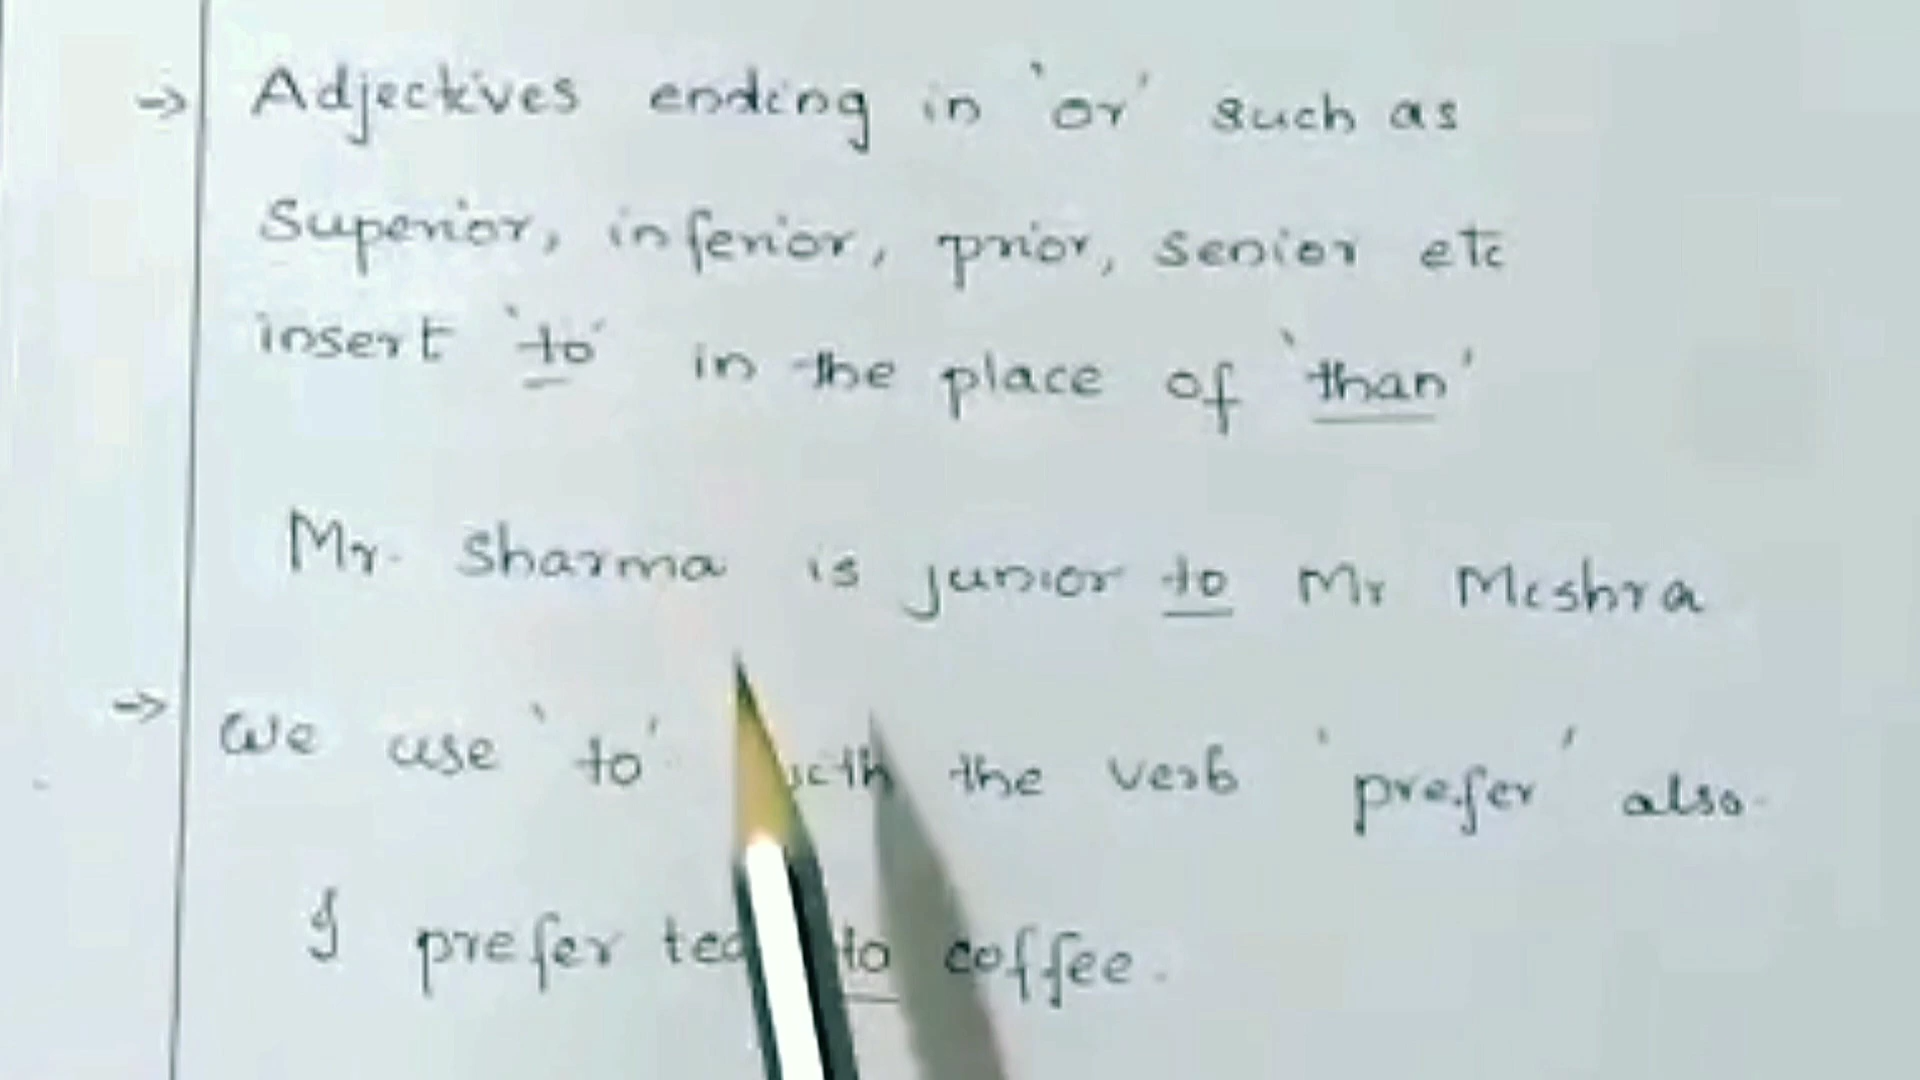 → Adjectives ending in 'or' such as
Superior, inferior, prior, senior etc
insert 'to' in the place of 'than'
Mr. Sharma is junior to Mr Mishra
→ We use 'to' with the verb 'prefer' also.
I prefer tea to coffee.